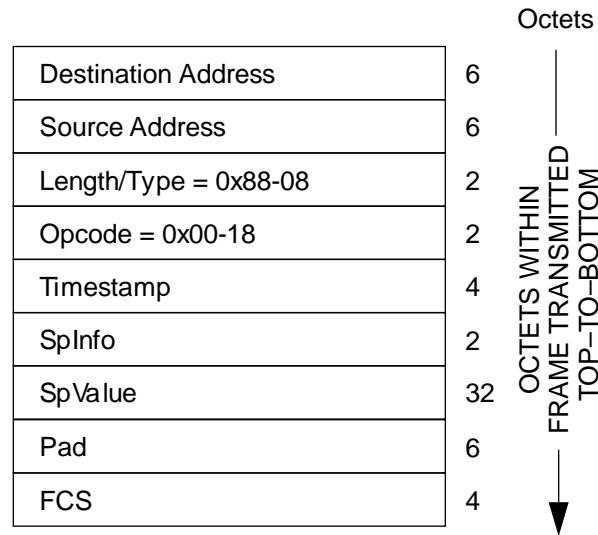 Octets
Destination Address 6
Source Address 6
Length/Type = 0x88-08 2
Opcode = 0x00-18 2
Timestamp 4
SpInfo 2
SpValue 32
Pad 6
FCS 4
OCTETS WITHIN
FRAME TRANSMITTED
TOP–TO–BOTTOM